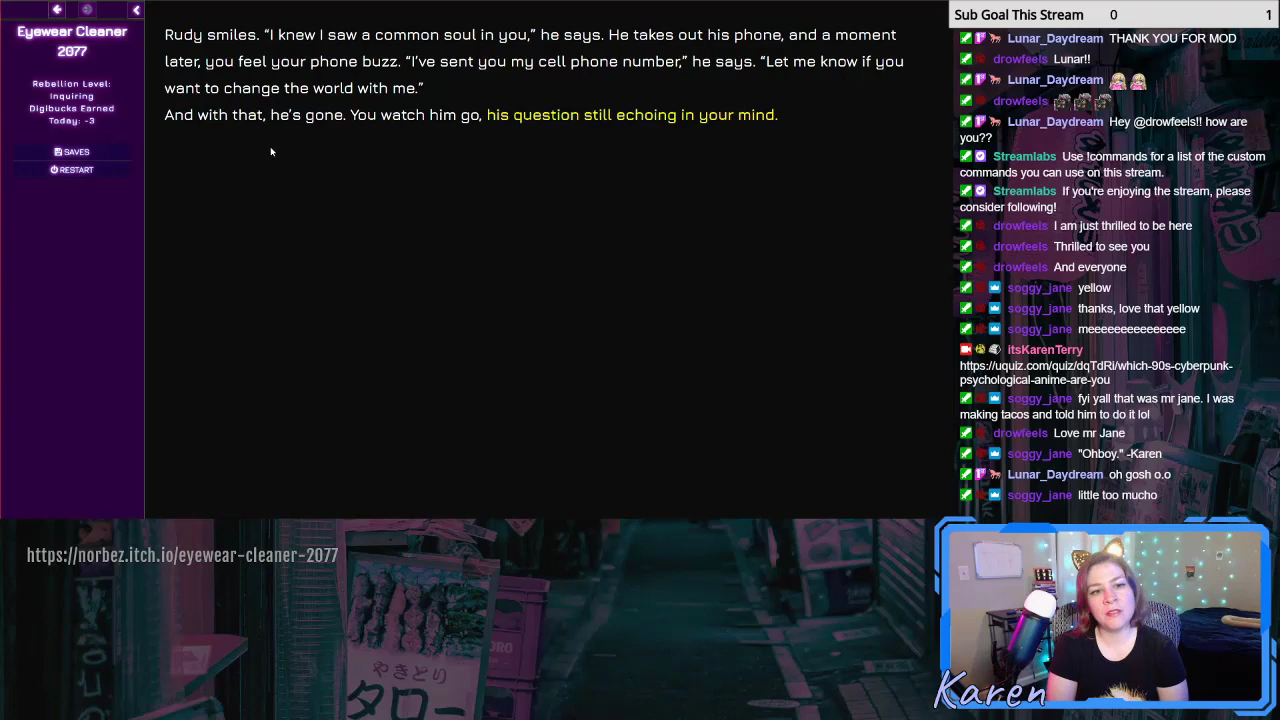 Eyewear Cleaner
2077
Rebellion Level:
Inquiring
Digibucks Earned
Today: -3
SAVES
RESTART
Rudy smiles. “I knew I saw a common soul in you,” he says. He takes out his phone, and a moment
later, you feel your phone buzz. “I’ve sent you my cell phone number,” he says. “Let me know if you
want to change the world with me.”
And with that, he’s gone. You watch him go, his question still echoing in your mind.
https://norbez.itch.io/eyewear-cleaner-2077
やきとり
タロー
Sub Goal This Stream 0 1
Lunar_Daydream THANK YOU FOR MOD
drowfeels Lunar!!
Lunar_Daydream
drowfeels
Lunar_Daydream Hey @drowfeels!! how are
you??
Streamlabs Use !commands for a list of the custom
commands you can use on this stream.
Streamlabs If you're enjoying the stream, please
consider following!
drowfeels I am just thrilled to be here
drowfeels Thrilled to see you
drowfeels And everyone
soggy_jane yellow
soggy_jane thanks, love that yellow
soggy_jane meeeeeeeeeeeeeee
itsKarenTerry
https://uquiz.com/quiz/dqTdRi/which-90s-cyberpunk-
psychological-anime-are-you
soggy_jane fyi yall that was mr jane. I was
making tacos and told him to do it lol
drowfeels Love mr Jane
soggy_jane "Ohboy." -Karen
Lunar_Daydream oh gosh o.o
soggy_jane little too mucho
Karen